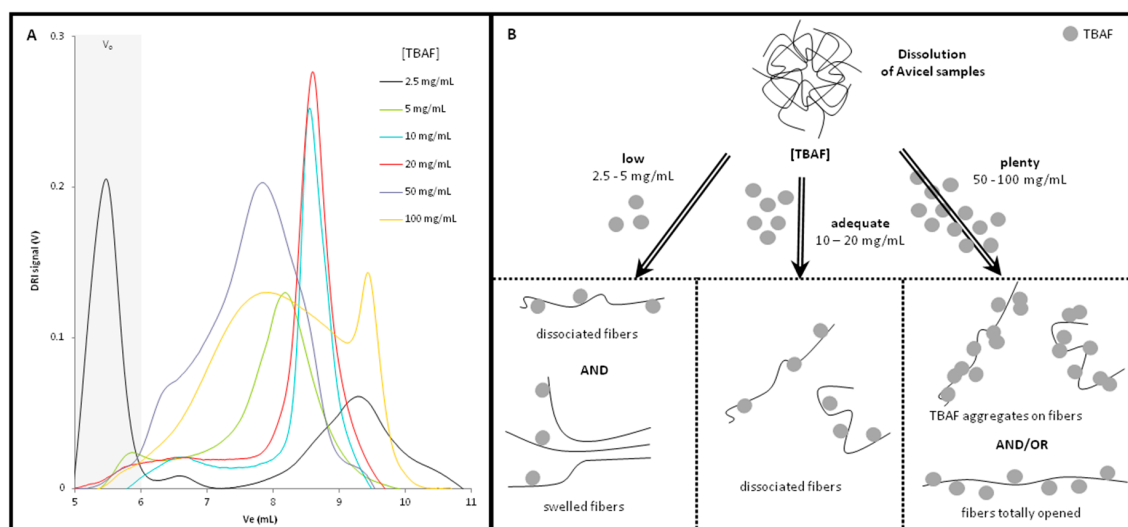 A
V₀
[TBAF]
2.5 mg/mL
5 mg/mL
10 mg/mL
20 mg/mL
50 mg/mL
100 mg/mL
0.3
0.2
0.1
0
DRI signal (V)
5
6
7
8
9
10
11
Ve (mL)
B
TBAF
Dissolution
of Avicel samples
[TBAF]
low
2.5 - 5 mg/mL
adequate
10 – 20 mg/mL
plenty
50 - 100 mg/mL
dissociated fibers
AND
swelled fibers
dissociated fibers
TBAF aggregates on fibers
AND/OR
fibers totally opened